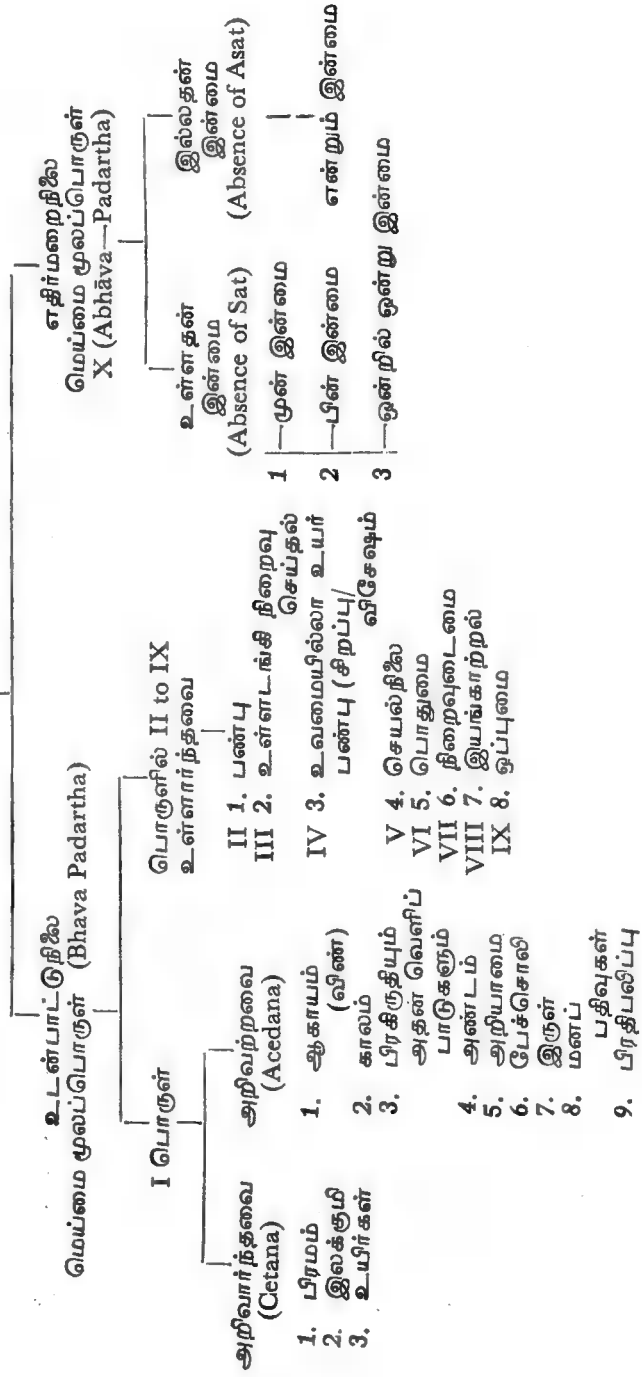 உடன்பாட்டுநிலை
மெய்மை மூலப்பொருள் (Bhava Padartha)
எதிர்மறைநிலை
மெய்மை மூலப்பொருள்
X (Abhāva—Padartha)
I பொருள்
பொருளில் II to IX
உள்ளார்ந்தவை
உள்ளதன்
இன்மை
(Absence of Sat)
இல்லதன்
இன்மை
(Absence of Asat)
அறிவார்ந்தவை
(Cetana)
1. பிரமம்
2. இலக்குமி
3. உயிர்கள்
அறிவற்றவை
(Acedana)
1. ஆகாயம்
(விண்)
2. காலம்
3. பிரகிருதியும்
அதன் வெளிப்
பாடுகளும்
4. அண்டம்
5. அறியாமை
6. பேச்சொலி
7. இருள்
8. மனப்
பதிவுகள்
9. பிரதிபலிப்பு
II 1. பண்பு
III 2. உள்ளடங்கி நிறைவு
செய்தல்
IV 3. உவமையில்லா உயர்
பண்பு (சிறப்பு/
விசேஷம்
V 4. செயல்நிலை
VI 5. பொதுமை
VII 6. நிறைவுடைமை
VIII 7. இயங்காற்றல்
IX 8. ஒப்புமை
1 —முன் இன்மை
2 —பின் இன்மை
3 —ஒன்றில் ஒன்று இன்மை
என்றும் இன்மை